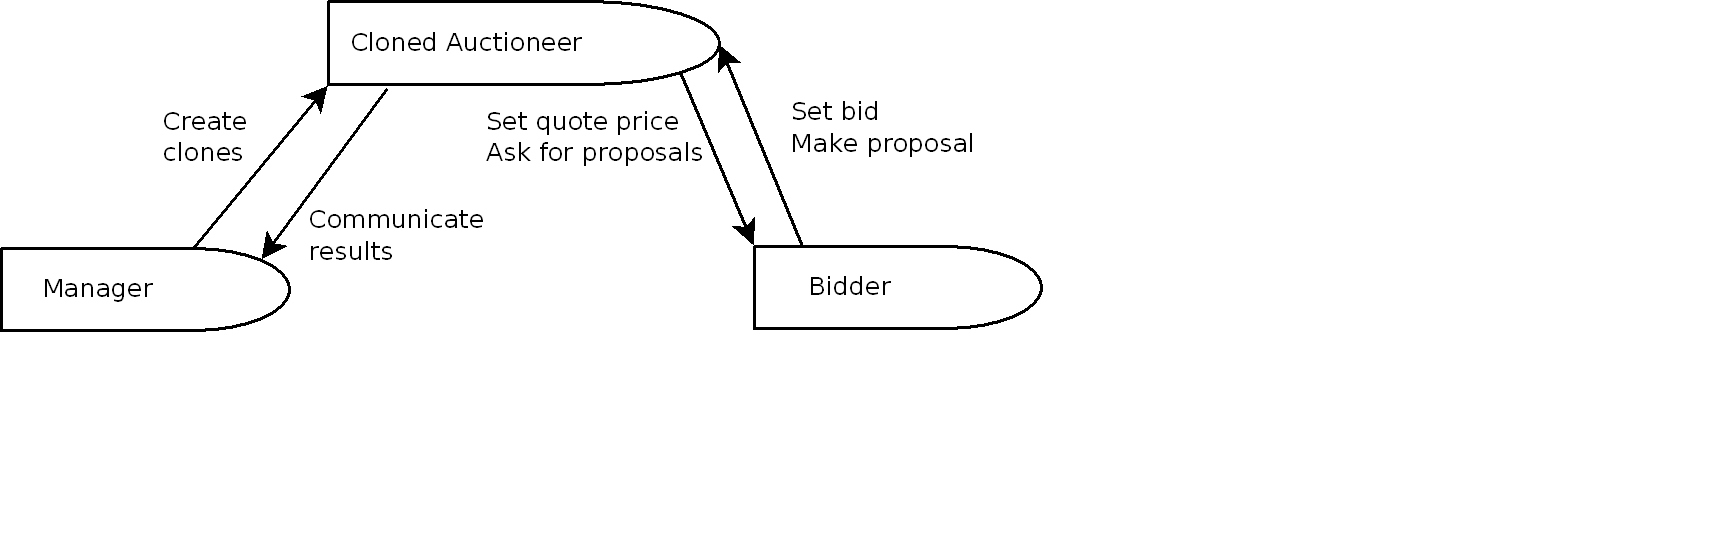 Cloned Auctioneer
Create
clones
Set quote price
Ask for proposals
Set bid
Make proposal
Communicate
results
Manager
Bidder